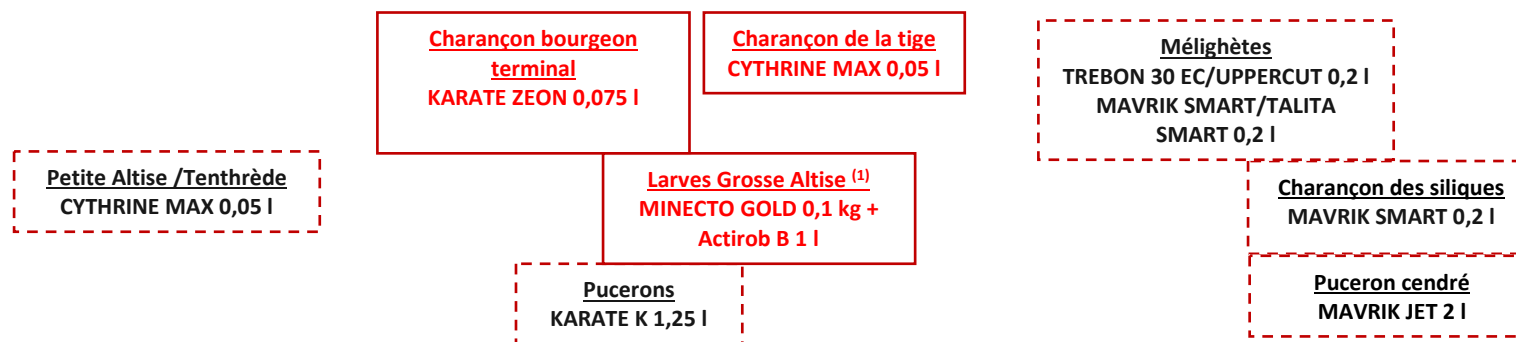 Charançon bourgeon
terminal
KARATE ZEON 0,075 l
Charançon de la tige
CYTHRINE MAX 0,05 l
Mélighètes
TREBON 30 EC/UPPERCUT 0,2 l
MAVRIK SMART/TALITA
SMART 0,2 l
Petite Altise /Tenthrède
CYTHRINE MAX 0,05 l
Larves Grosse Altise (1)
MINECTO GOLD 0,1 kg +
Actirob B 1 l
Charançon des siliques
MAVRIK SMART 0,2 l
Pucerons
KARATE K 1,25 l
Puceron cendré
MAVRIK JET 2 l